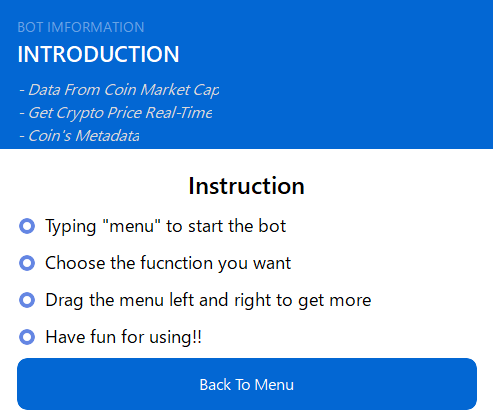 BOT IMFORMATION
INTRODUCTION
- Data From Coin Market Cap
- Get Crypto Price Real-Time
- Coin's Metadata
Instruction
Typing "menu" to start the bot
Choose the fucnction you want
Drag the menu left and right to get more
Have fun for using!!
Back To Menu